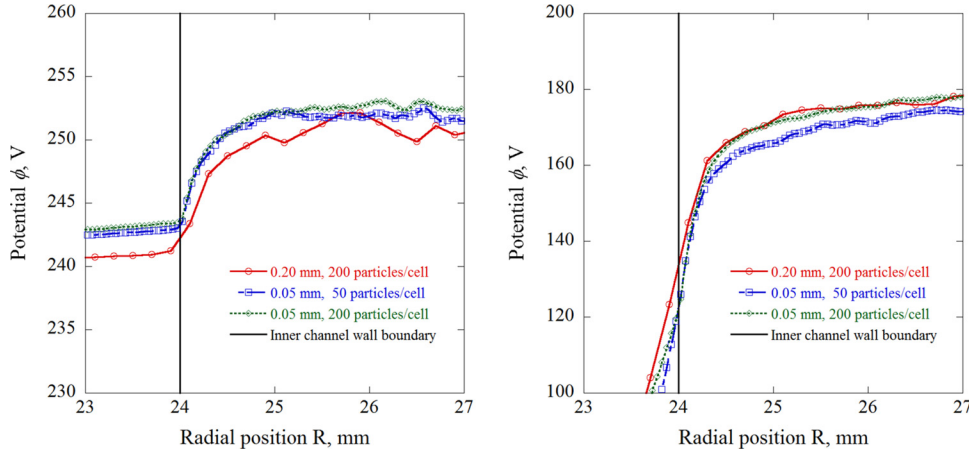 260
255
250
245
240
235
230
Potential ϕ, V
0.20 mm, 200 particles/cell
0.05 mm, 50 particles/cell
0.05 mm, 200 particles/cell
Inner channel wall boundary
23 24 25 26 27
Radial position R, mm
200
180
160
140
120
100
Potential ϕ, V
0.20 mm, 200 particles/cell
0.05 mm, 50 particles/cell
0.05 mm, 200 particles/cell
Inner channel wall boundary
23 24 25 26 27
Radial position R, mm